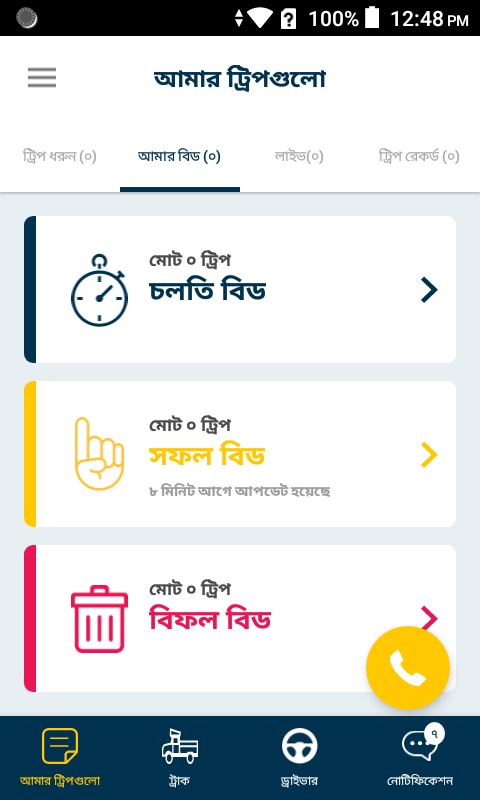 100% 12:48 PM
আমার ট্রিপগুলো
ট্রিপ ধরুন (০) আমার বিড (০) লাইভ(০) ট্রিপ রেকর্ড (০)
মোট ০ ট্রিপ
চলতি বিড
মোট ০ ট্রিপ
সফল বিড
৮ মিনিট আগে আপডেট হয়েছে
মোট ০ ট্রিপ
বিফল বিড
৭
আমার ট্রিপগুলো ট্রাক ড্রাইভার নোটিফিকেশন